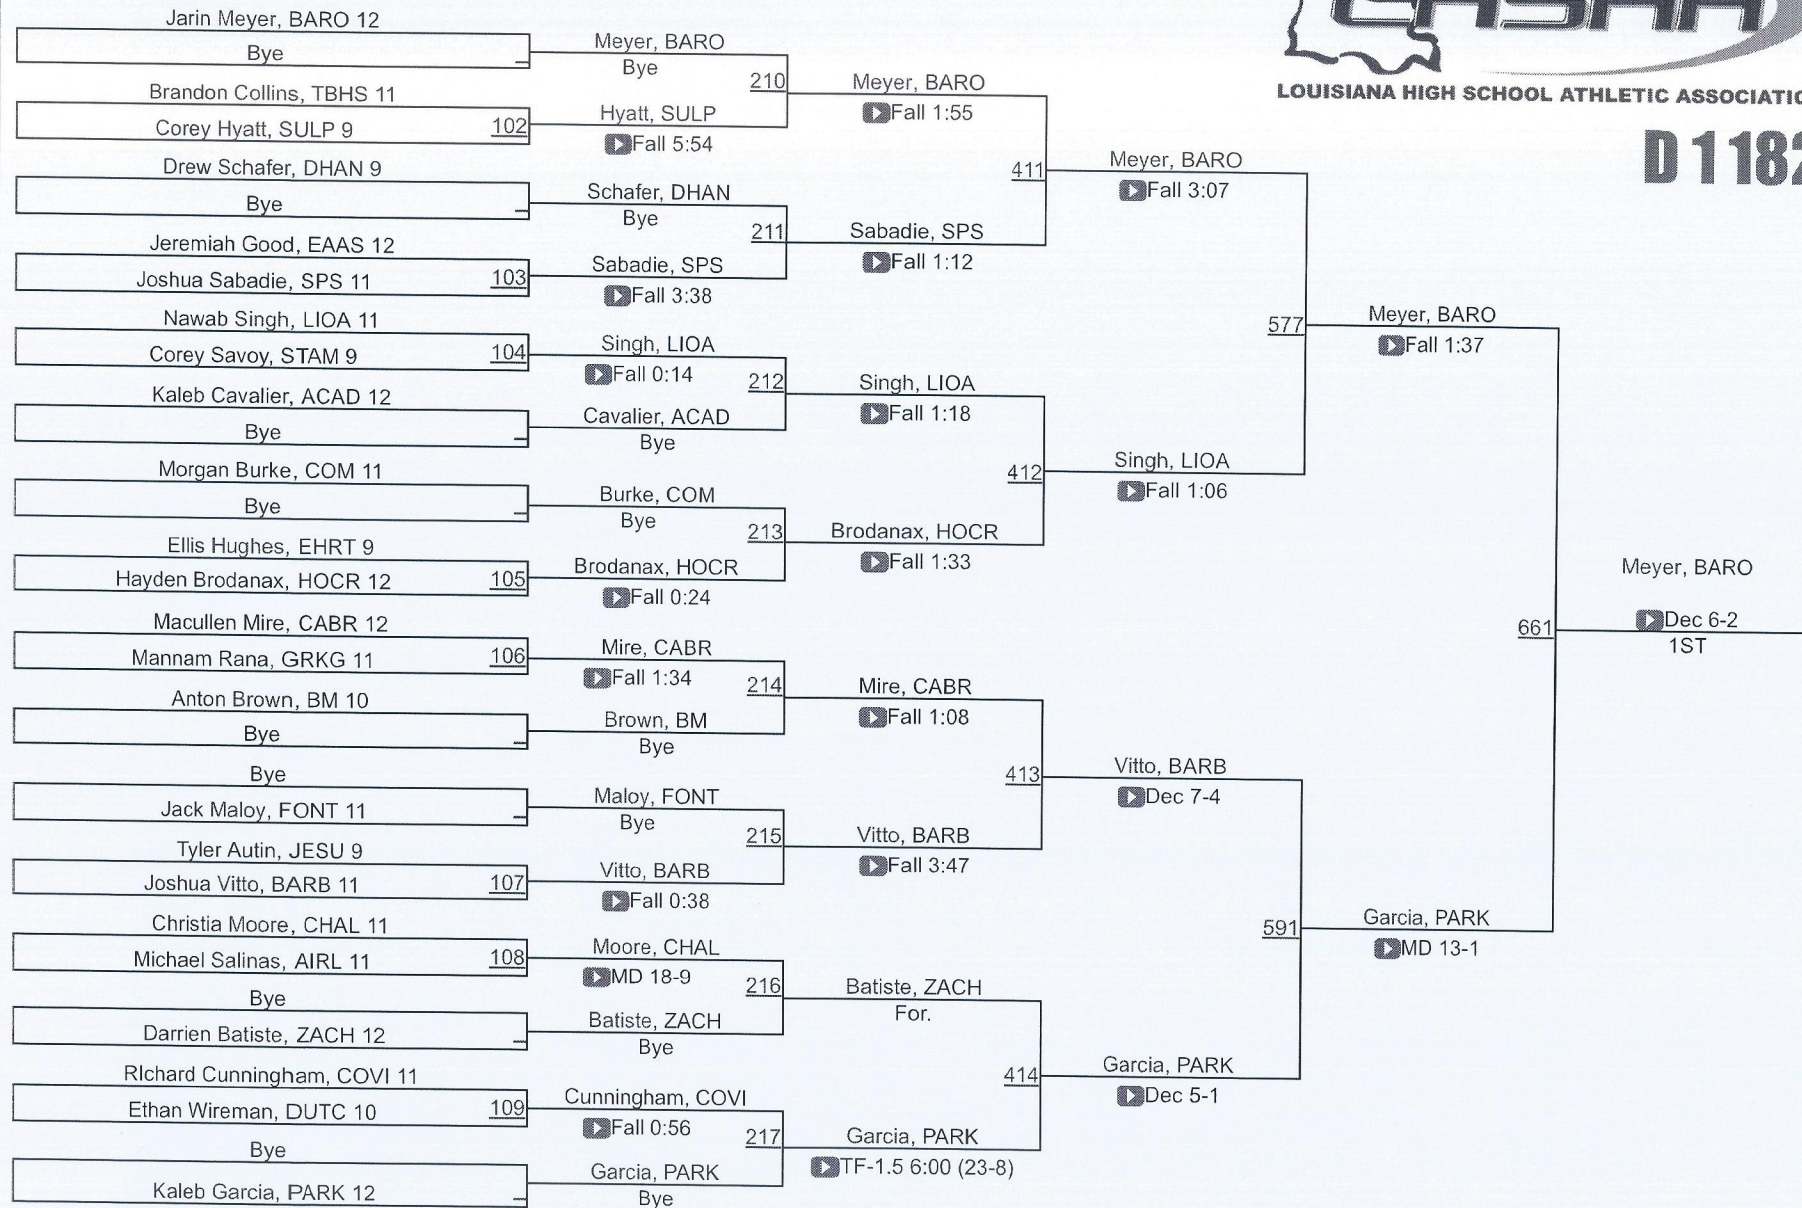 LHSAA
LOUISIANA HIGH SCHOOL ATHLETIC
D 1182
Jarin Meyer, BARO 12
Bye
Brandon Collins, TBHS 11
Corey Hyatt, SULP 9 102
Drew Schafer, DHAN 9
Bye
Jeremiah Good, EAAS 12
Joshua Sabadie, SPS 11 103
Nawab Singh, LIOA 11
Corey Savoy, STAM 9 104
Kaleb Cavalier, ACAD 12
Bye
Morgan Burke, COM 11
Bye
Ellis Hughes, EHRT 9
Hayden Brodanax, HOCR 12 105
Macullen Mire, CABR 12
Mannam Rana, GRKG 11 106
Anton Brown, BM 10
Bye
Bye
Jack Maloy, FONT 11
Tyler Autin, JESU 9
Joshua Vitto, BARB 11 107
Christia Moore, CHAL 11
Michael Salinas, AIRL 11 108
Bye
Darrien Batiste, ZACH 12
RIchard Cunningham, COVI 11
Ethan Wireman, DUTC 10 109
Bye
Kaleb Garcia, PARK 12
Meyer, BARO
Bye
210
Hyatt, SULP
Fall 5:54
Schafer, DHAN
Bye
211
Sabadie, SPS
Fall 3:38
Singh, LIOA
Fall 0:14
212
Cavalier, ACAD
Bye
Burke, COM
Bye
213
Brodanax, HOCR
Fall 0:24
Mire, CABR
Fall 1:34
214
Brown, BM
Bye
Maloy, FONT
Bye
215
Vitto, BARB
Fall 0:38
Moore, CHAL
MD 18-9
216
Batiste, ZACH
Bye
Cunningham, COVI
Fall 0:56
217
Garcia, PARK
Bye
Meyer, BARO
Fall 1:55
411
Sabadie, SPS
Fall 1:12
Singh, LIOA
Fall 1:18
412
Brodanax, HOCR
Fall 1:33
Mire, CABR
Fall 1:08
413
Vitto, BARB
Fall 3:47
Batiste, ZACH
For.
414
Garcia, PARK
TF-1.5 6:00 (23-8)
Meyer, BARO
Fall 3:07
577
Singh, LIOA
Fall 1:06
Vitto, BARB
Dec 7-4
591
Garcia, PARK
Dec 5-1
Meyer, BARO
Fall 1:37
661
Garcia, PARK
MD 13-1
Meyer, BARO
Dec 6-2
1ST